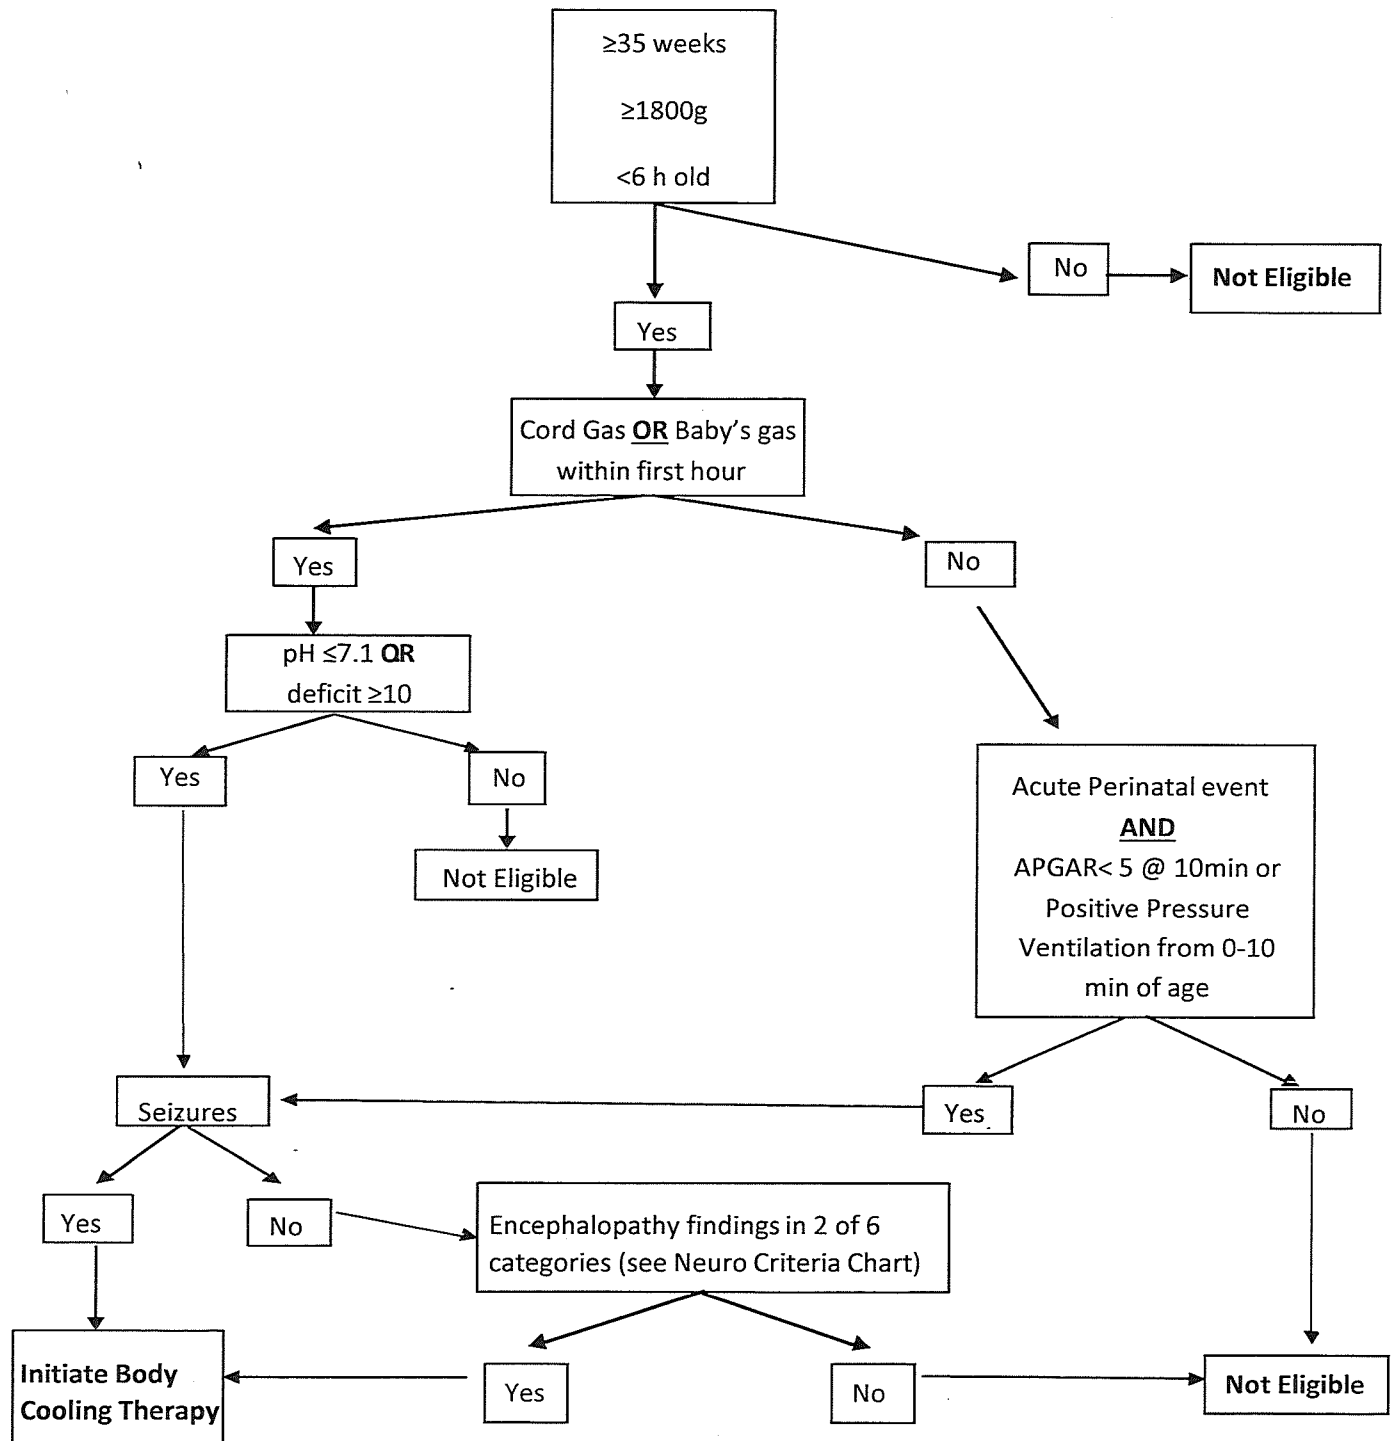 ≥35 weeks
≥1800g
<6 h old
No
Not Eligible
Yes
Cord Gas OR Baby's gas
within first hour
Yes
No
pH ≤7.1 OR
deficit ≥10
Yes
No
Not Eligible
Acute Perinatal event
AND
APGAR< 5 @ 10min or
Positive Pressure
Ventilation from 0-10
min of age
Seizures
Yes
No
Yes
No
Encephalopathy findings in 2 of 6
categories (see Neuro Criteria Chart)
Initiate Body
Cooling Therapy
Yes
No
Not Eligible